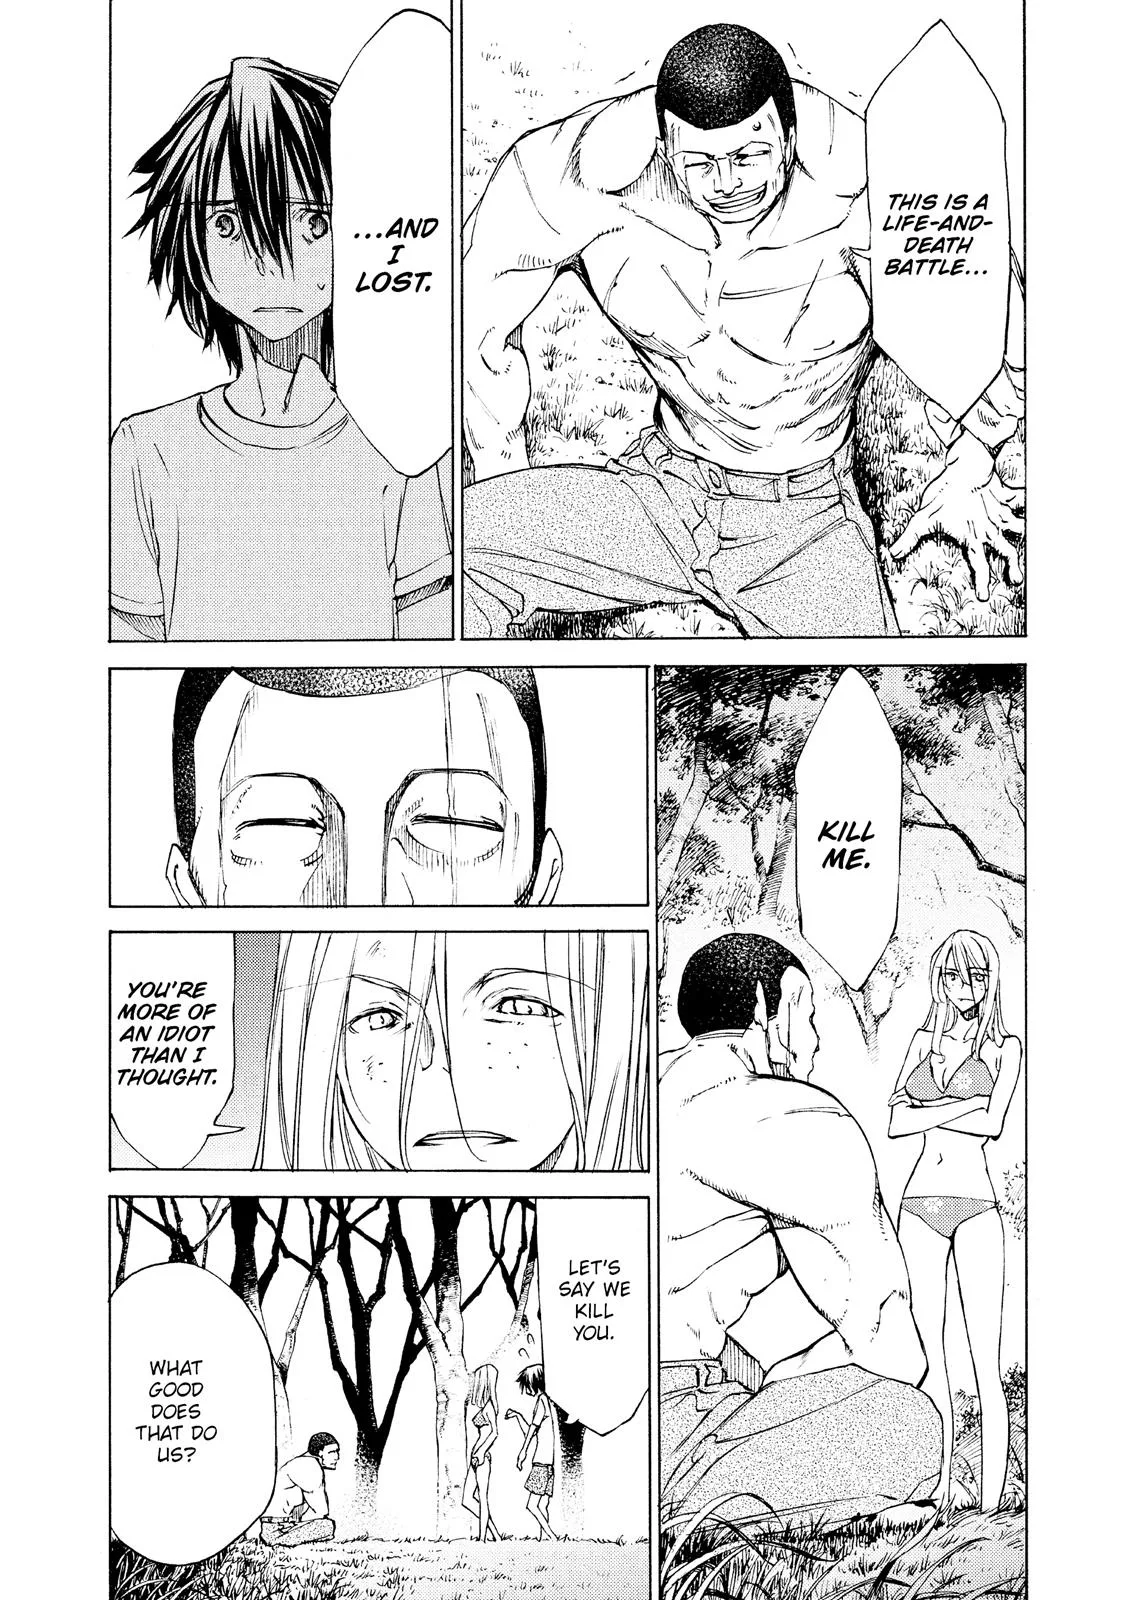 THIS IS A
LIFE-AND-
DEATH
BATTLE...
...AND
I
LOST.
KILL
ME.
YOU'RE
MORE OF
AN IDIOT
THAN I
THOUGHT.
LET'S
SAY WE
KILL
YOU.
WHAT
GOOD
DOES
THAT DO
US?